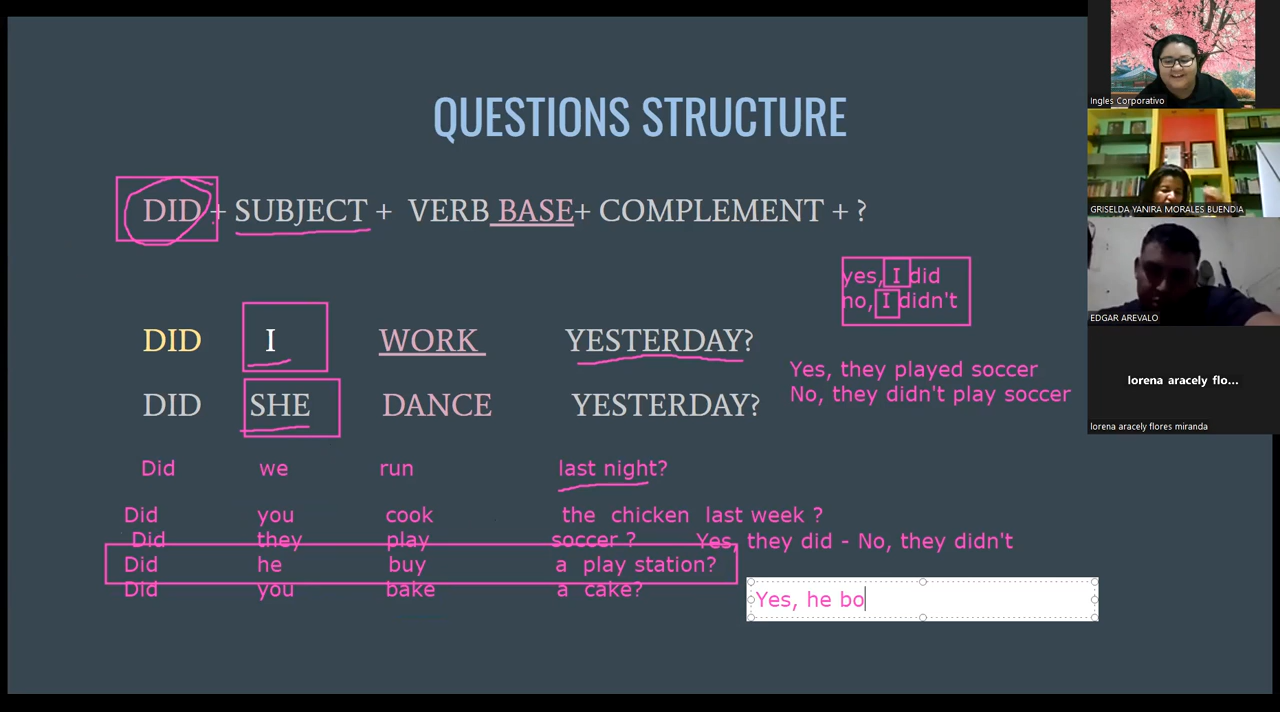 QUESTIONS STRUCTURE
DID + SUBJECT + VERB BASE+ COMPLEMENT + ?
yes, I did
no, I didn't
DID I WORK YESTERDAY?
Yes, they played soccer
No, they didn't play soccer
DID SHE DANCE YESTERDAY?
Did we run last night?
Did you cook the chicken last week ?
Did they play soccer ? Yes, they did - No, they didn't
Did he buy a play station?
Did you bake a cake?
Yes, he bo
Ingles Corporativo
GRISELDA YANIRA MORALES BUENDIA
EDGAR AREVALO
lorena aracely flo...
lorena aracely flores miranda